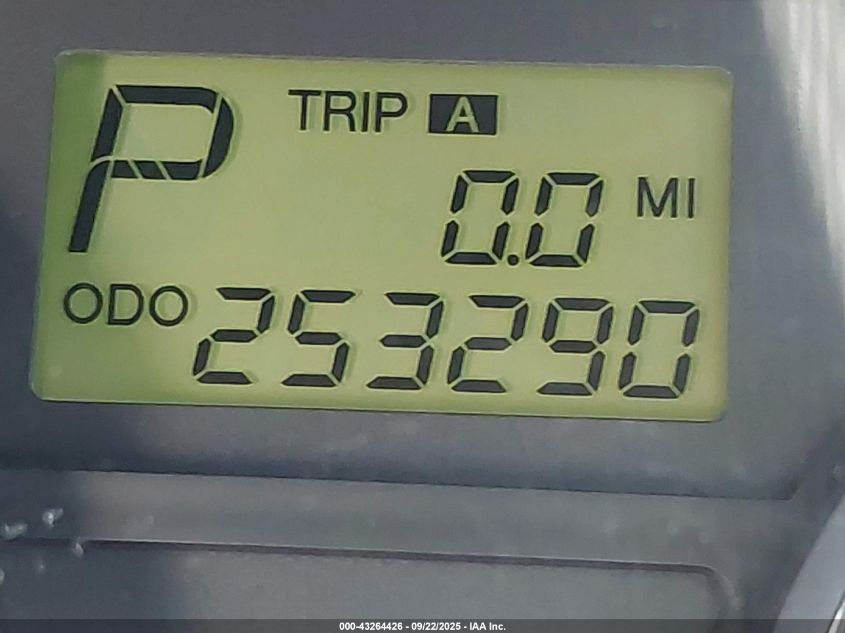 P TRIP A
0.0 MI
ODO 253290
000-43264426 - 09/22/2025 - IAA Inc.